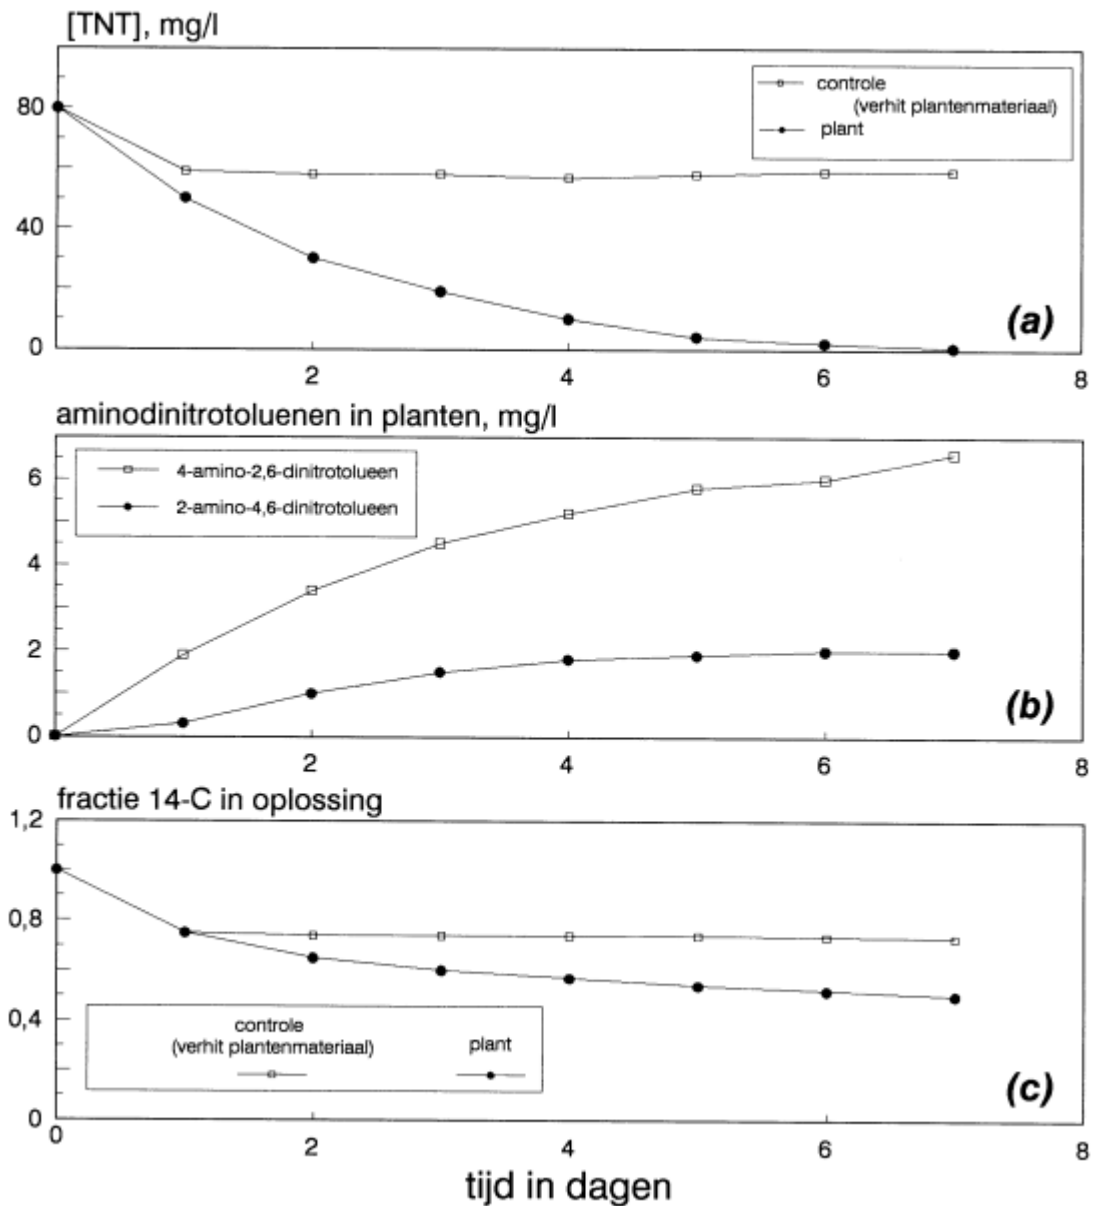 [TNT], mg/l
controle
(verhit plantenmateriaal)
plant
80
40
0
(a)
2
4
6
8
aminodinitrotoluenen in planten, mg/l
4-amino-2,6-dinitrotolueen
2-amino-4,6-dinitrotolueen
6
4
2
0
(b)
2
4
6
8
fractie 14-C in oplossing
1,2
0,8
0,4
0
controle
(verhit plantenmateriaal)
plant
(c)
0
2
4
6
8
tijd in dagen